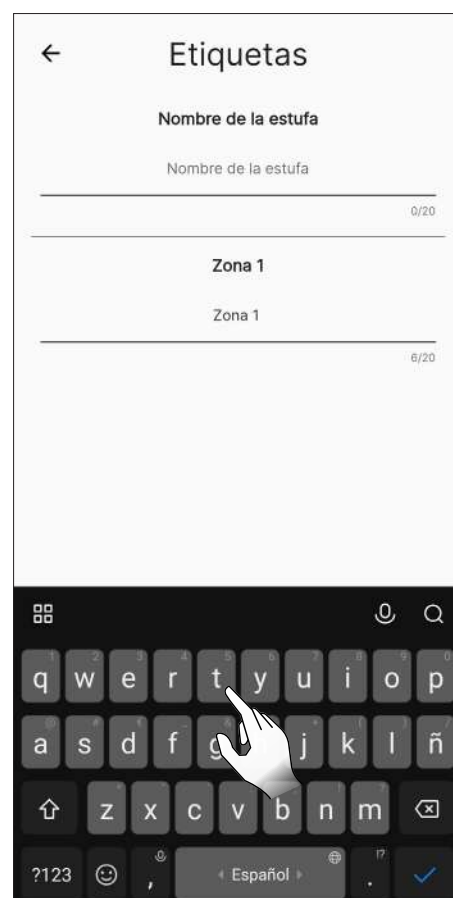 Etiquetas
Nombre de la estufa
Nombre de la estufa
0/20
Zona 1
Zona 1
6/20
q w e r t y u i o p
a s d f g j k l ñ
z x c v b n m
?123 , Español .